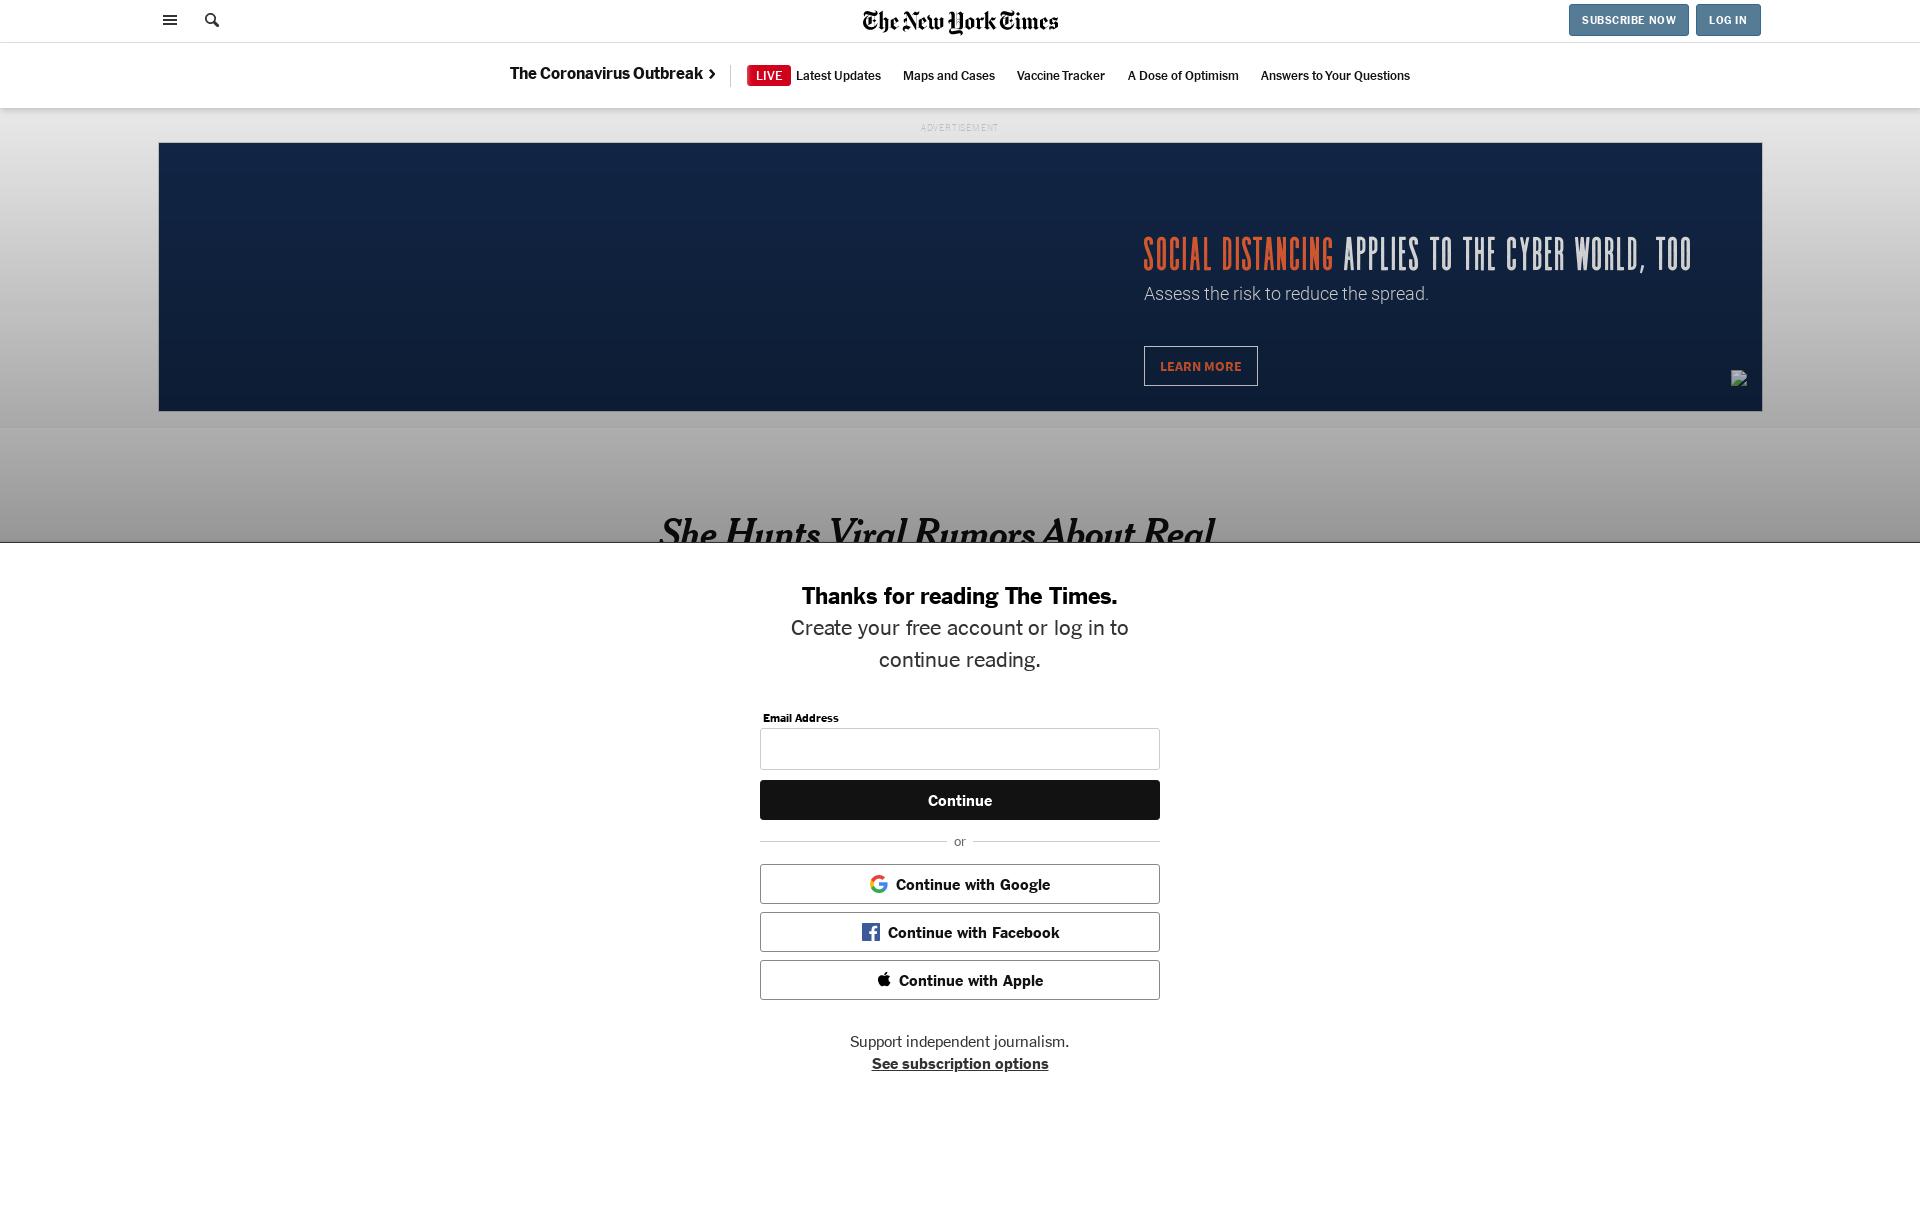 The New York Times
SUBSCRIBE NOW
LOG IN
The Coronavirus Outbreak
LIVE Latest Updates
Maps and Cases
Vaccine Tracker
A Dose of Optimism
Answers to Your Questions
ADVERTISEMENT
SOCIAL DISTANCING APPLIES TO THE CYBER WORLD, TOO
Assess the risk to reduce the spread.
LEARN MORE
She Hunts Viral Rumors About Real
Thanks for reading The Times.
Create your free account or log in to
continue reading.
Email Address
Continue
or
Continue with Google
Continue with Facebook
Continue with Apple
Support independent journalism.
See subscription options